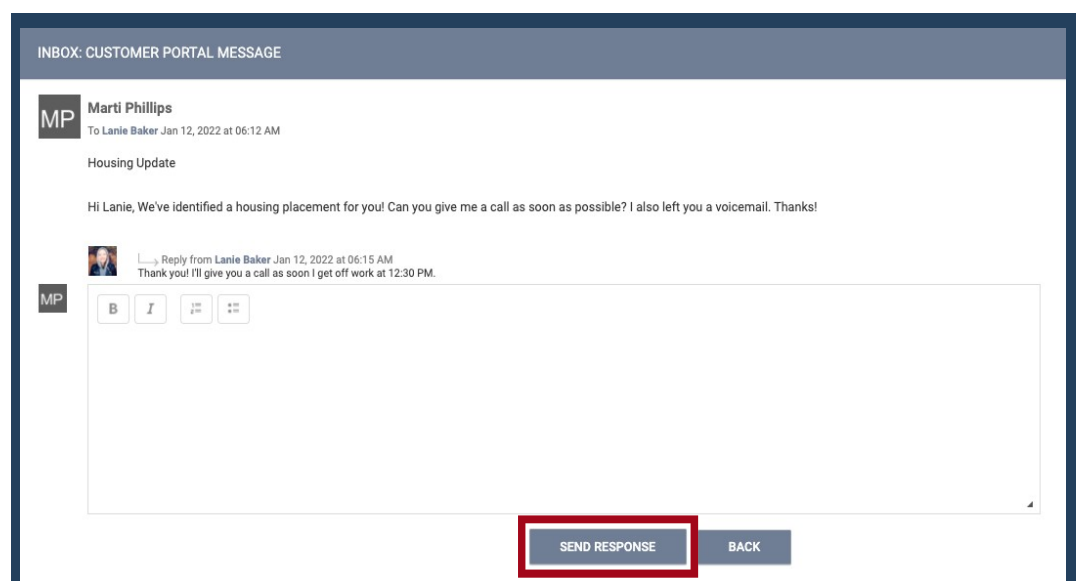 INBOX: CUSTOMER PORTAL MESSAGE
MP
Marti Phillips
To Lanie Baker Jan 12, 2022 at 06:12 AM
Housing Update
Hi Lanie, We've identified a housing placement for you! Can you give me a call as soon as possible? I also left you a voicemail. Thanks!
Reply from Lanie Baker Jan 12, 2022 at 06:15 AM
Thank you! I'll give you a call as soon I get off work at 12:30 PM.
MP
B I
SEND RESPONSE BACK